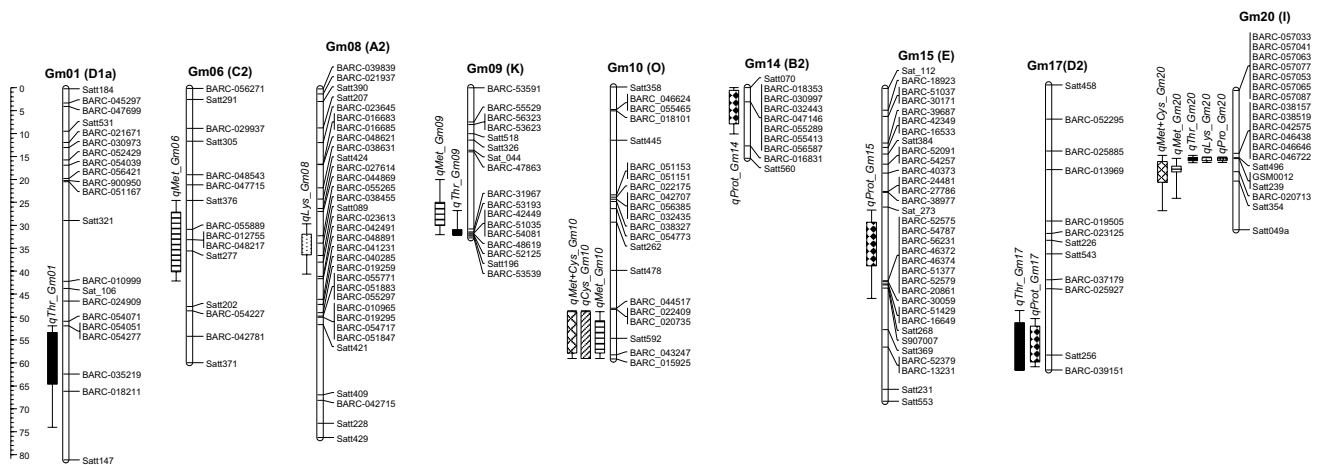 0
5
10
15
20
25
30
35
40
45
50
55
60
65
70
75
80
Gm01 (D1a)
Satt184
BARC-045297
BARC-047699
Satt531
BARC-021671
BARC-030973
BARC-052429
BARC-054039
BARC-056421
BARC-900950
BARC-051167
Satt321
BARC-010999
Sat_106
BARC-024909
BARC-054071
BARC-054051
BARC-054277
BARC-035219
BARC-018211
Satt147
qThr_Gm01
Gm06 (C2)
BARC-056271
Satt291
BARC-029937
Satt305
BARC-048543
BARC-047715
Satt376
BARC-055889
BARC-012755
BARC-048217
Satt277
Satt202
BARC-054227
BARC-042781
Satt371
qMet_Gm06
Gm08 (A2)
BARC-039839
BARC-021937
Satt390
Satt207
BARC-023645
BARC-016683
BARC-016685
BARC-048621
BARC-038631
Satt424
BARC-027614
BARC-044869
BARC-055265
BARC-038455
Satt089
BARC-023613
BARC-042491
BARC-048891
BARC-041231
BARC-040285
BARC-019259
BARC-055771
BARC-051883
BARC-055297
BARC-010965
BARC-019295
BARC-054717
BARC-051847
Satt421
Satt409
BARC-042715
Satt228
Satt429
qLys_Gm08
Gm09 (K)
BARC-53591
BARC-55529
BARC-56323
BARC-53623
Satt518
Satt326
Sat_044
BARC-47863
BARC-31967
BARC-53193
BARC-42449
BARC-51035
BARC-54081
BARC-48619
BARC-52125
Satt196
BARC-53539
qMet_Gm09
qThr_Gm09
Gm10 (O)
Satt358
BARC_046624
BARC_055465
BARC_018101
Satt445
BARC_051153
BARC_051151
BARC_022175
BARC_042707
BARC_056385
BARC_032435
BARC_038327
BARC_054773
Satt262
Satt478
BARC_044517
BARC_022409
BARC_020735
Satt592
BARC_043247
BARC_015925
qMet+Cys_Gm10
qCys_Gm10
qMet_Gm10
Gm14 (B2)
Satt070
BARC-018353
BARC-030997
BARC-032443
BARC-047146
BARC-055289
BARC-055413
BARC-056587
BARC-016831
Satt560
qProt_Gm14
Gm15 (E)
Sat_112
BARC-18923
BARC-51037
BARC-30171
BARC-39687
BARC-42349
BARC-16533
Satt384
BARC-52091
BARC-54257
BARC-40373
BARC-24481
BARC-27786
BARC-38977
Sat_273
BARC-52575
BARC-54787
BARC-56231
BARC-46372
BARC-46374
BARC-51377
BARC-52579
BARC-20861
BARC-30059
BARC-51429
BARC-16649
Satt268
S907007
Satt369
BARC-52379
BARC-13231
Satt231
Satt553
qProt_Gm15
Gm17(D2)
Satt458
BARC-052295
BARC-025885
BARC-013969
BARC-019505
BARC-023125
Satt226
Satt543
BARC-037179
BARC-025927
Satt256
BARC-039151
qThr_Gm17
qProt_Gm17
Gm20 (I)
BARC-057033
BARC-057041
BARC-057063
BARC-057077
BARC-057053
BARC-057065
BARC-057087
BARC-038157
BARC-038519
BARC-042575
BARC-046438
BARC-046646
BARC-046722
Satt496
GSM0012
Satt239
BARC-020713
Satt354
Satt049a
qMet+Cys_Gm20
qMet_Gm20
qThr_Gm20
qLys_Gm20
qPro_Gm20